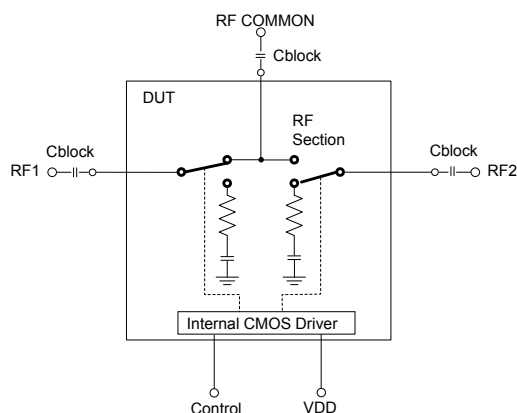 RF COMMON
Cblock
DUT
RF
Section
Cblock
RF1
Cblock
RF2
Internal CMOS Driver
Control
VDD